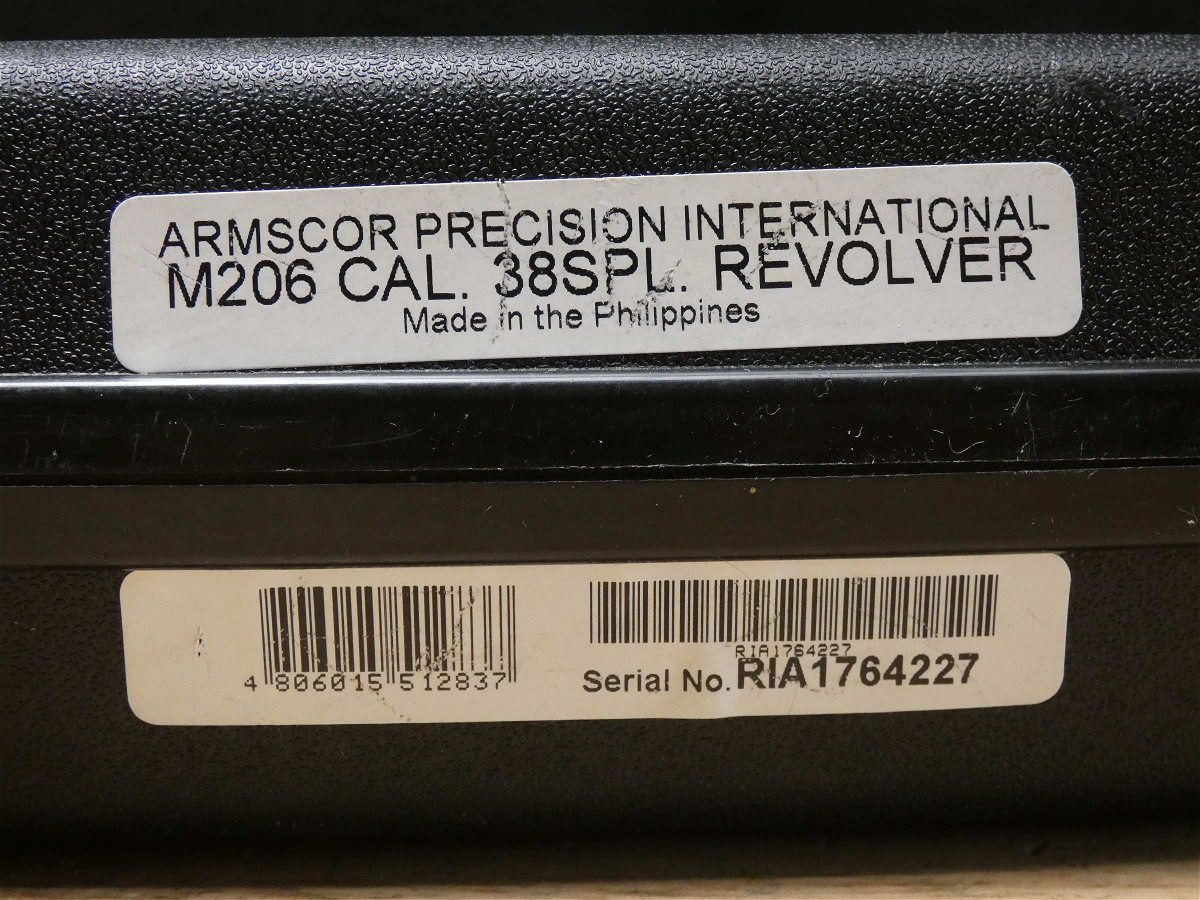 ARMSCOR PRECISION INTERNATIONAL
M206 CAL. 38SPL. REVOLVER
Made in the Philippines
4 806015 512837
RIA1764227
Serial No. RIA1764227